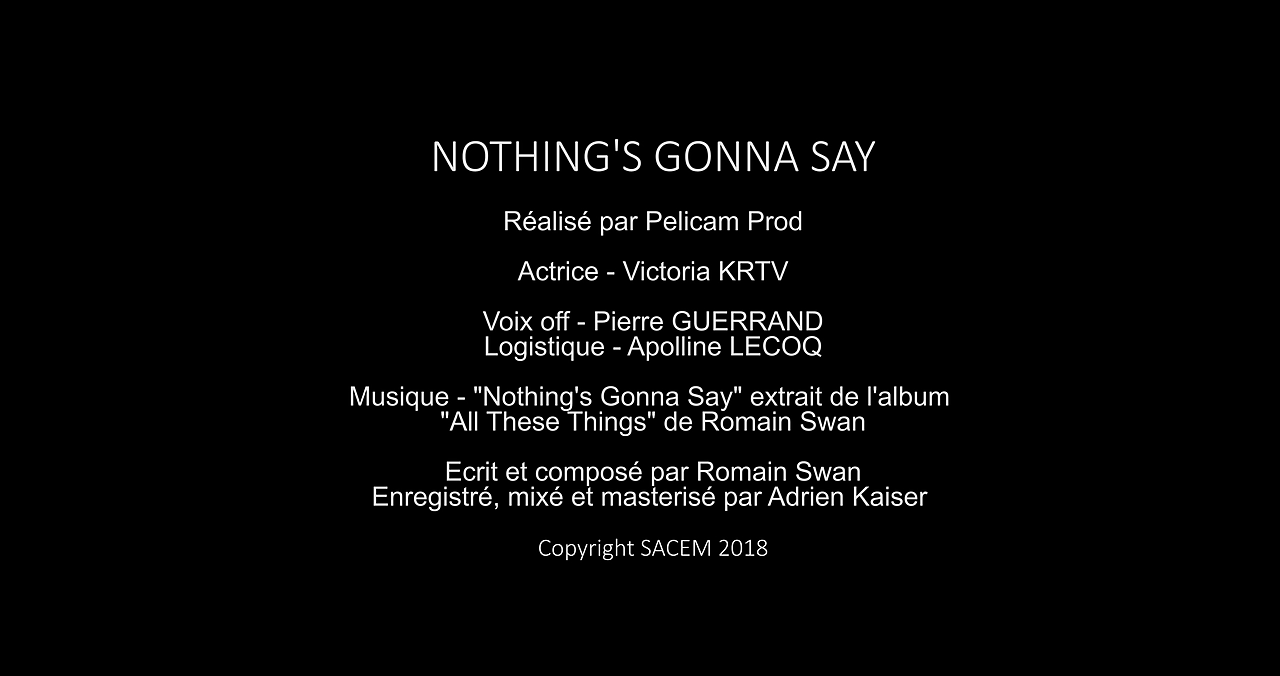 NOTHING'S GONNA SAY
Réalisé par Pelicam Prod
Actrice - Victoria KRTV
Voix off - Pierre GUERRAND
Logistique - Apolline LECOQ
Musique - "Nothing's Gonna Say" extrait de l'album
"All These Things" de Romain Swan
Ecrit et composé par Romain Swan
Enregistré, mixé et masterisé par Adrien Kaiser
Copyright SACEM 2018